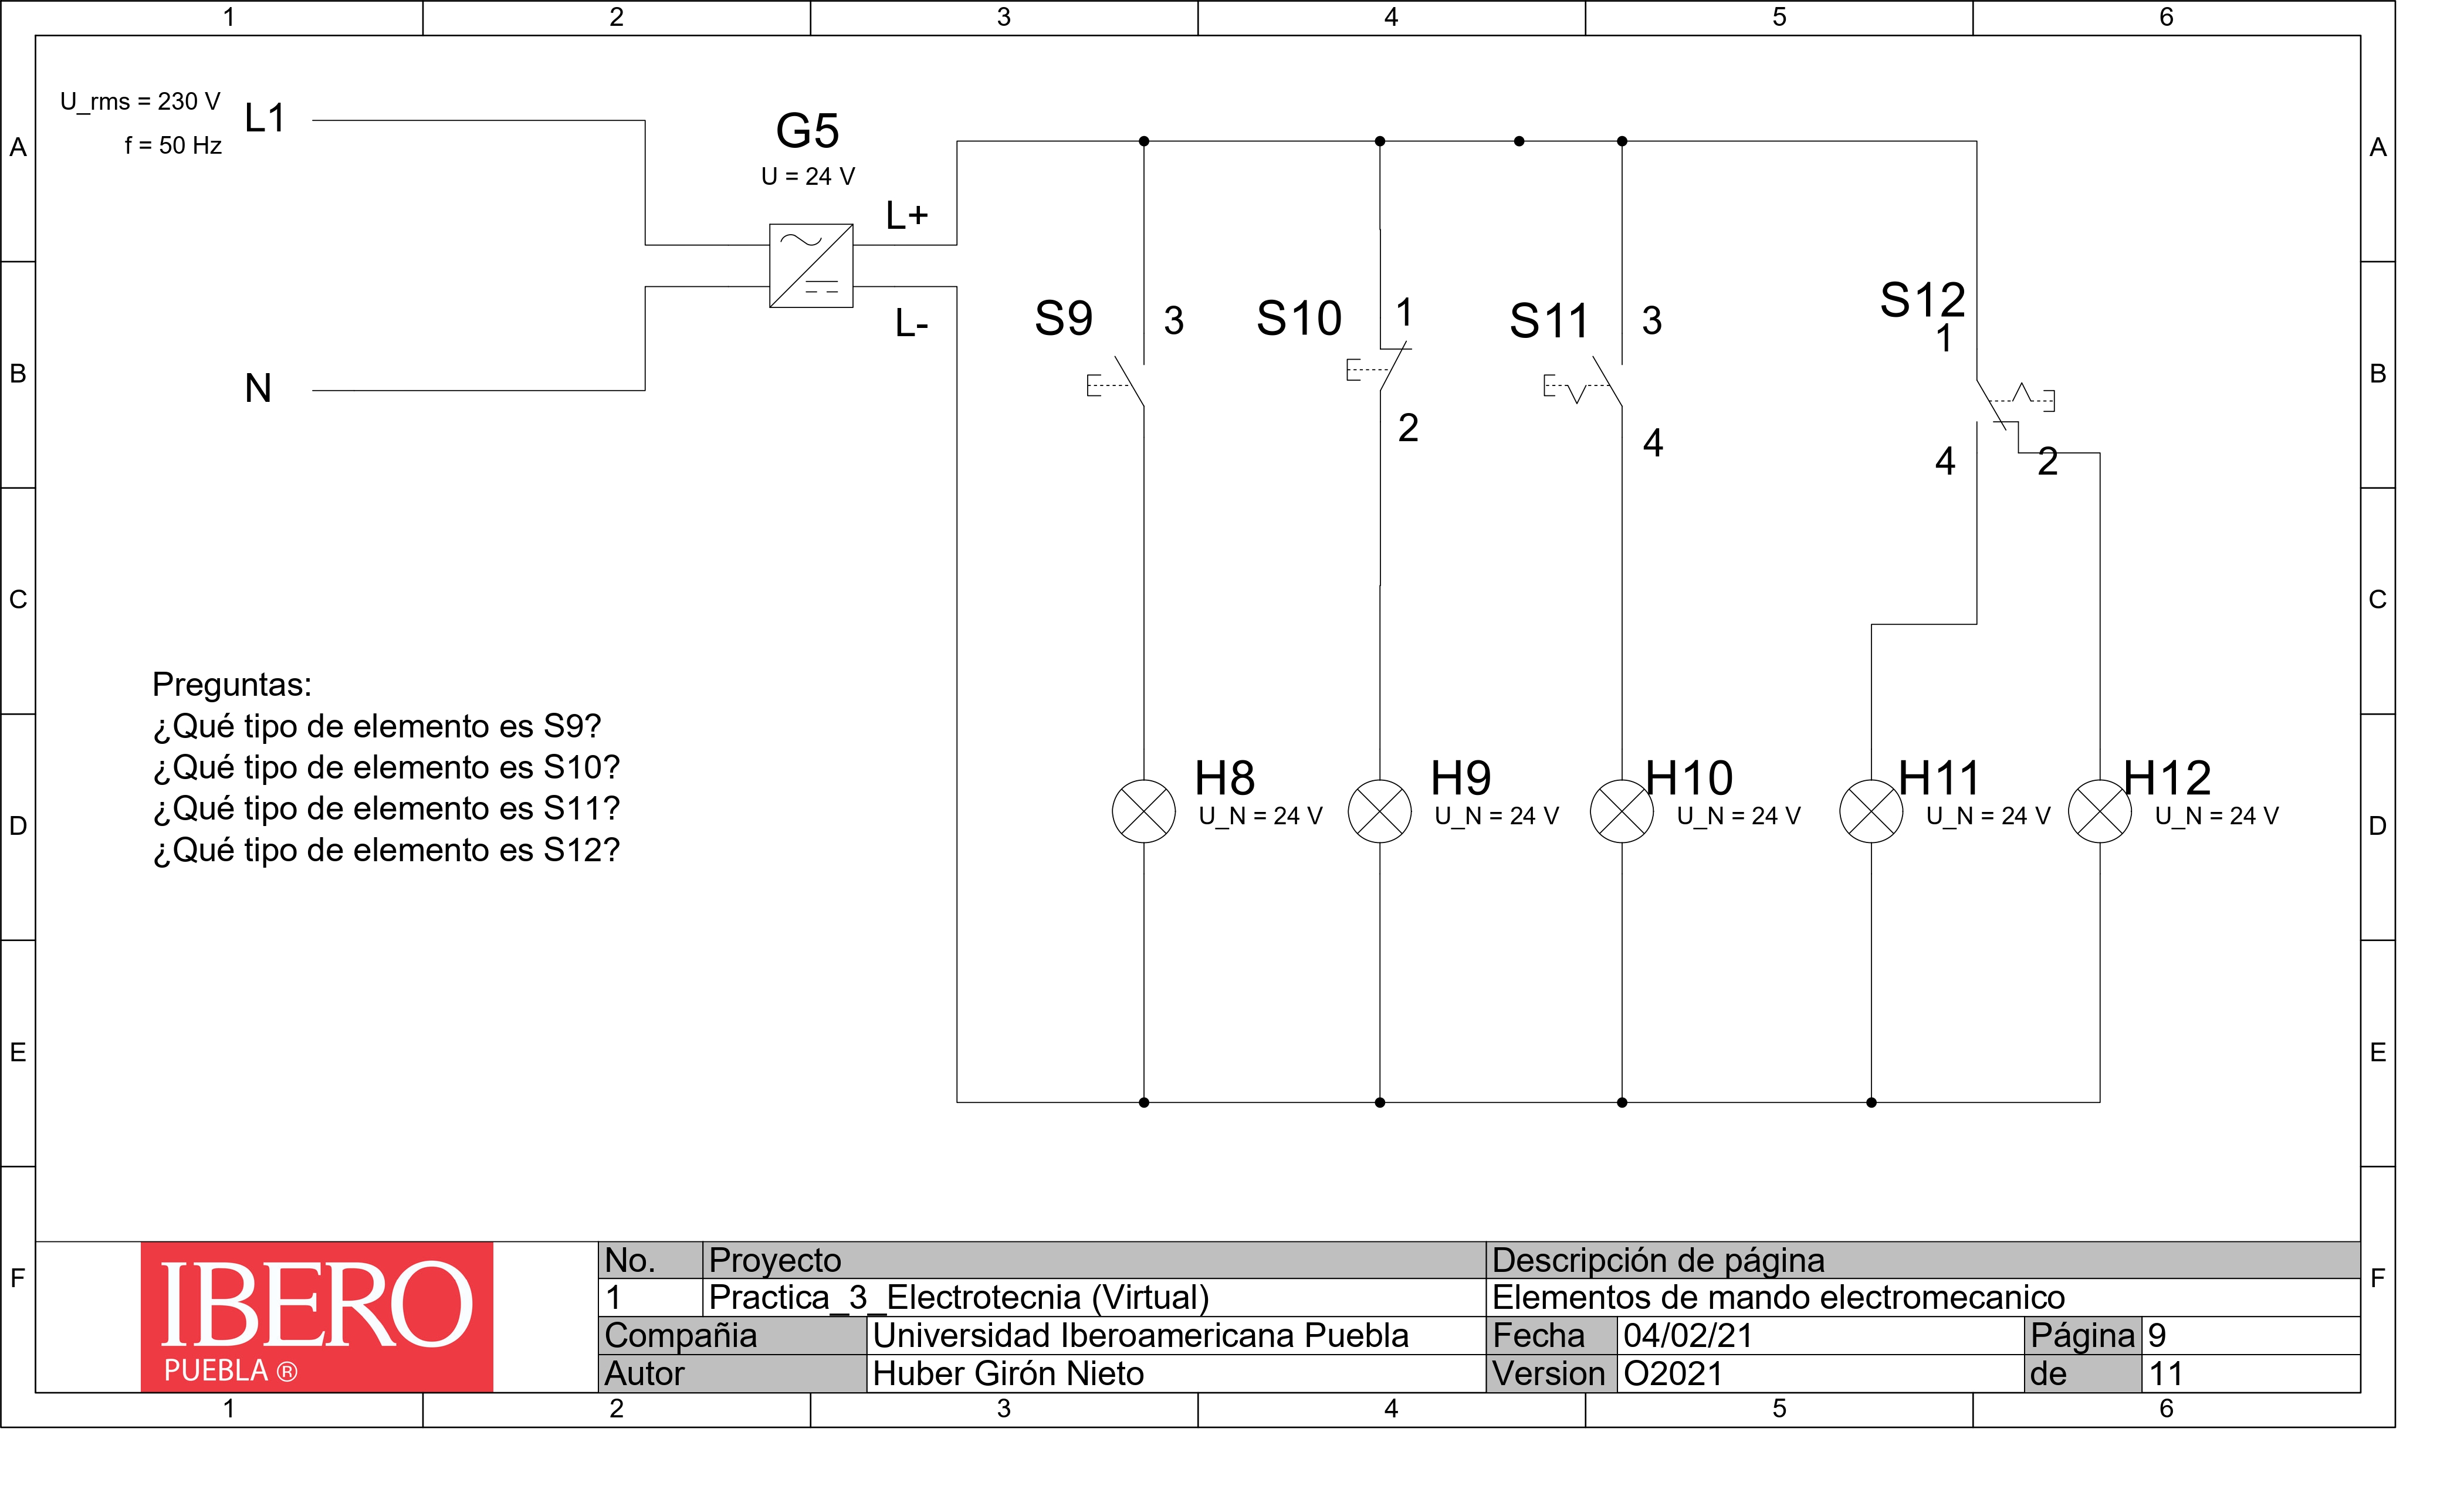 1 2 3 4 5 6
U_rms = 230 V
L1
f = 50 Hz
G5
U = 24 V
A A
L+
L-
N
S9 3
S10 1
2
S11 3
4
S12
1
4 2
B B
C C
Preguntas:
¿Qué tipo de elemento es S9?
¿Qué tipo de elemento es S10?
¿Qué tipo de elemento es S11?
¿Qué tipo de elemento es S12?
H8
U_N = 24 V
H9
U_N = 24 V
H10
U_N = 24 V
H11
U_N = 24 V
H12
U_N = 24 V
D D
E E
F F
IBERO
PUEBLA ®
No. Proyecto Descripción de página
1 Practica_3_Electrotecnia (Virtual) Elementos de mando electromecanico
Compañia Universidad Iberoamericana Puebla Fecha 04/02/21 Página 9
Autor Huber Girón Nieto Version O2021 de 11
1 2 3 4 5 6